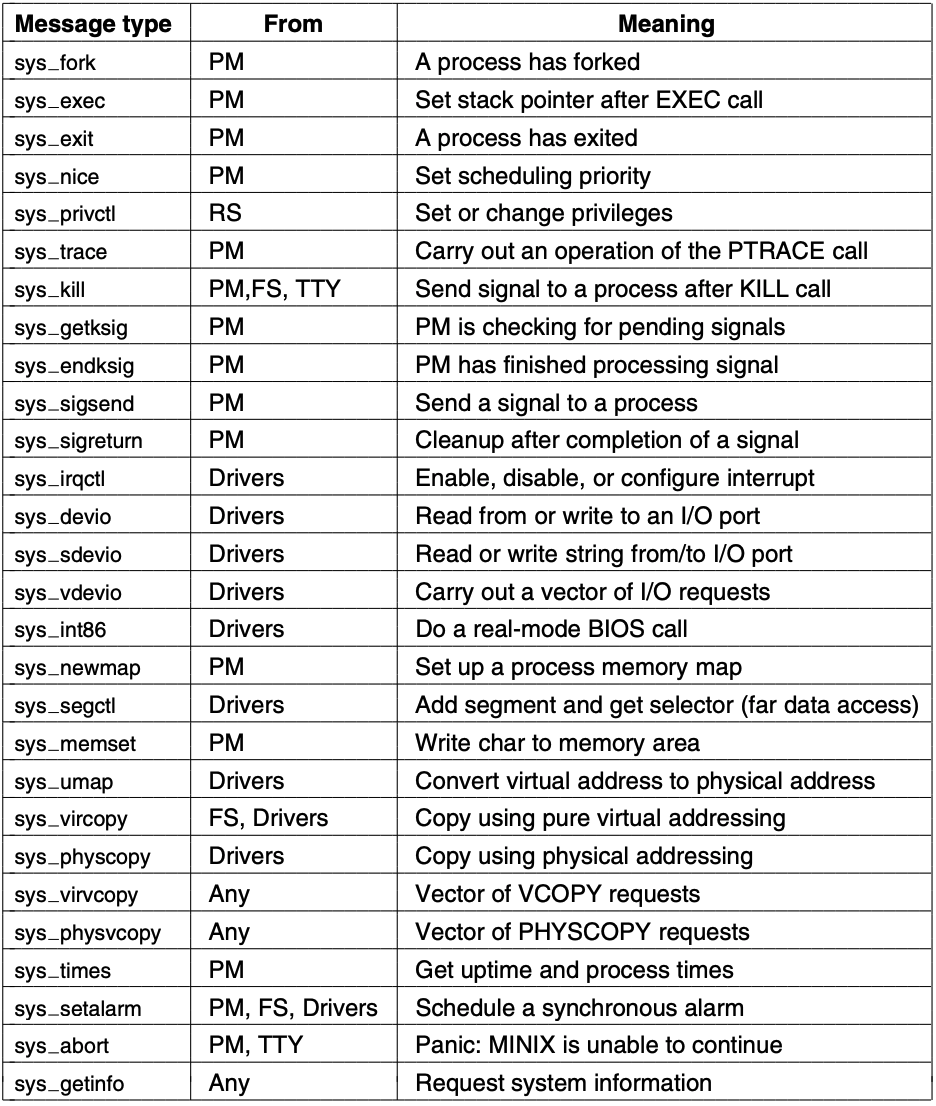 Message type From Meaning
sys_fork PM A process has forked
sys_exec PM Set stack pointer after EXEC call
sys_exit PM A process has exited
sys_nice PM Set scheduling priority
sys_privctl RS Set or change privileges
sys_trace PM Carry out an operation of the PTRACE call
sys_kill PM,FS, TTY Send signal to a process after KILL call
sys_getksig PM PM is checking for pending signals
sys_endksig PM PM has finished processing signal
sys_sigsend PM Send a signal to a process
sys_sigreturn PM Cleanup after completion of a signal
sys_irqctl Drivers Enable, disable, or configure interrupt
sys_devio Drivers Read from or write to an I/O port
sys_sdevio Drivers Read or write string from/to I/O port
sys_vdevio Drivers Carry out a vector of I/O requests
sys_int86 Drivers Do a real-mode BIOS call
sys_newmap PM Set up a process memory map
sys_segctl Drivers Add segment and get selector (far data access)
sys_memset PM Write char to memory area
sys_umap Drivers Convert virtual address to physical address
sys_vircopy FS, Drivers Copy using pure virtual addressing
sys_physcopy Drivers Copy using physical addressing
sys_virvcopy Any Vector of VCOPY requests
sys_physvcopy Any Vector of PHYSCOPY requests
sys_times PM Get uptime and process times
sys_setalarm PM, FS, Drivers Schedule a synchronous alarm
sys_abort PM, TTY Panic: MINIX is unable to continue
sys_getinfo Any Request system information